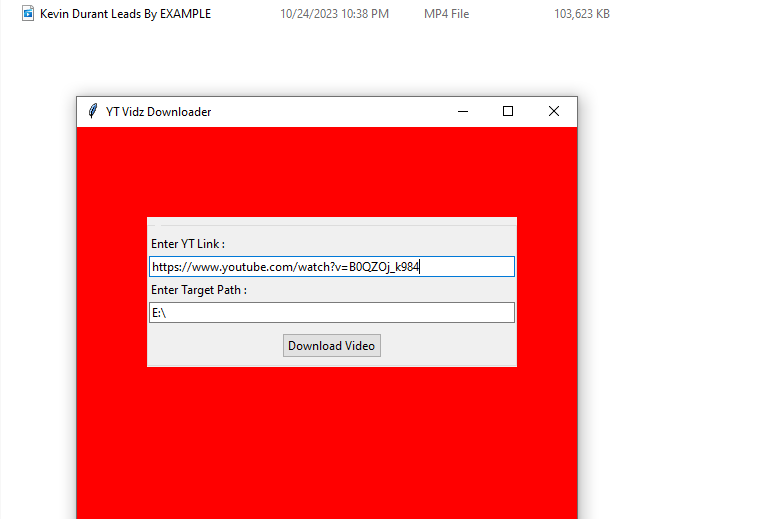 Kevin Durant Leads By EXAMPLE 10/24/2023 10:38 PM MP4 File 103,623 KB
YT Vidz Downloader
Enter YT Link :
https://www.youtube.com/watch?v=B0QZOj_k984
Enter Target Path :
E:\
Download Video